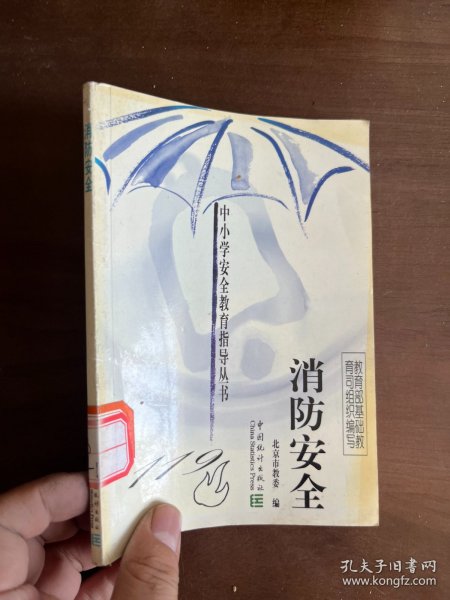 消防安全
中小学安全教育指导丛书
教育部基础教
育司组织编写
消防安全
北京市教委 编
中国统计出版社
China Statistics Press
119
孔夫子旧书网
www.kongfz.com